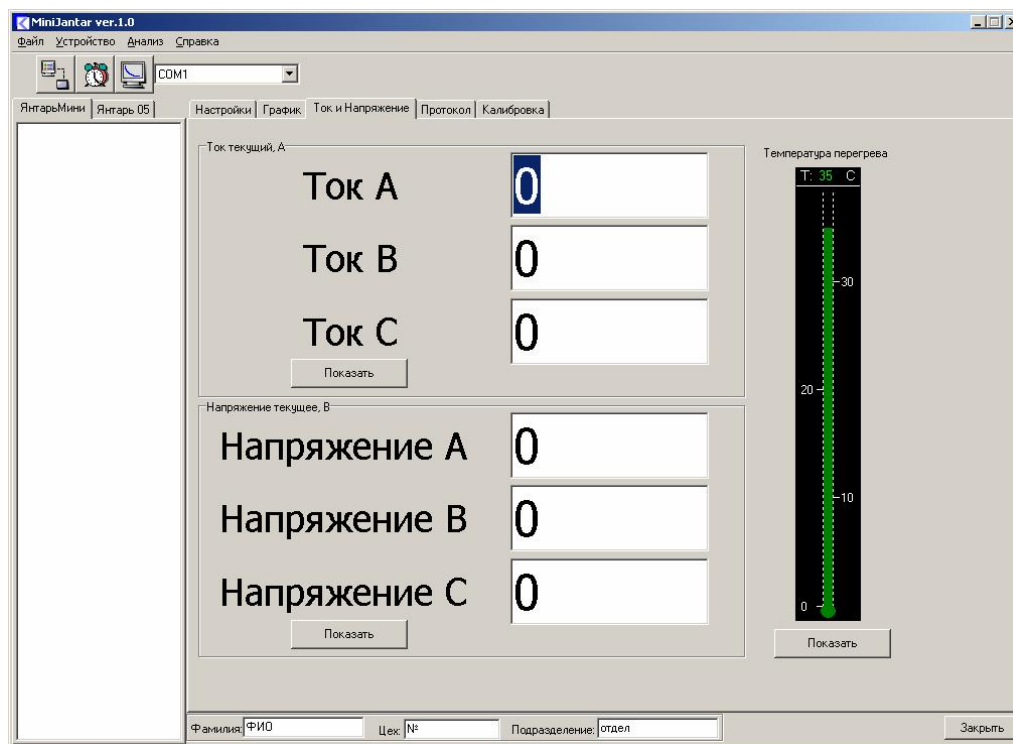 MiniJantar ver.1.0
Файл Устройство Анализ Справка
COM1
ЯнтарьМини Янтарь 05
Настройки График Ток и Напряжение Протокол Калибровка
Ток текущий, А
Ток А 0
Ток В 0
Ток С 0
Показать
Напряжение текущее, В
Напряжение А 0
Напряжение В 0
Напряжение С 0
Показать
Температура перегрева
T: 35 C
30
20
10
0
Показать
Фамилия: ФИО Цех: № Подразделение: отдел
Закрыть